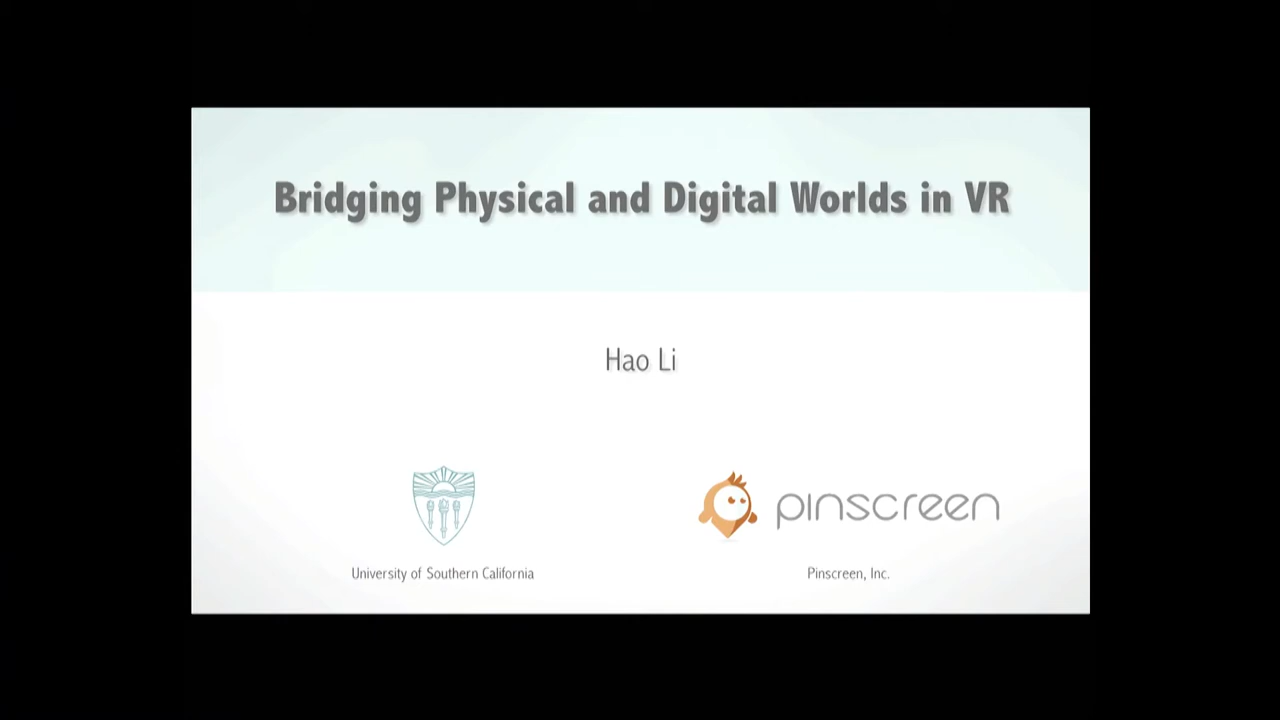 Bridging Physical and Digital Worlds in VR
Hao Li
pinscreen
University of Southern California
Pinscreen, Inc.